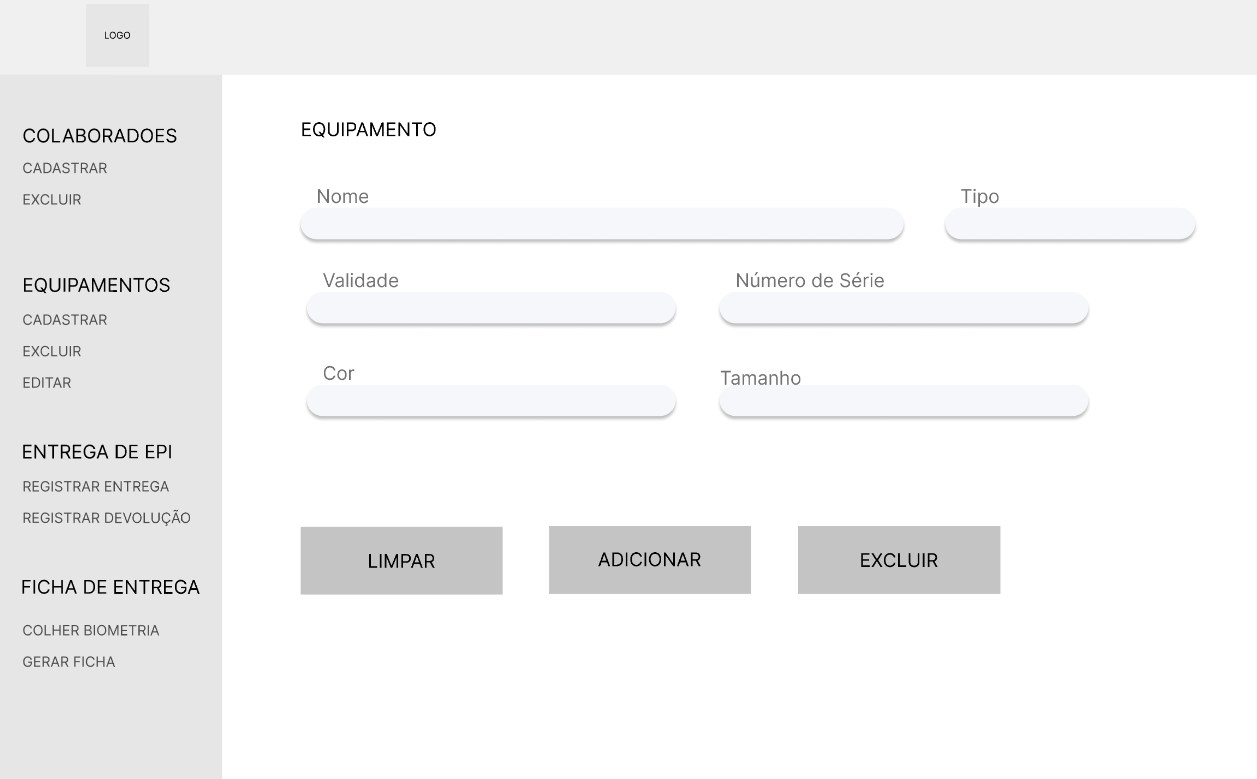 LOGO
COLABORADOES
CADASTRAR
EXCLUIR
EQUIPAMENTOS
CADASTRAR
EXCLUIR
EDITAR
ENTREGA DE EPI
REGISTRAR ENTREGA
REGISTRAR DEVOLUÇÃO
FICHA DE ENTREGA
COLHER BIOMETRIA
GERAR FICHA
EQUIPAMENTO
Nome
Tipo
Validade
Número de Série
Cor
Tamanho
LIMPAR
ADICIONAR
EXCLUIR